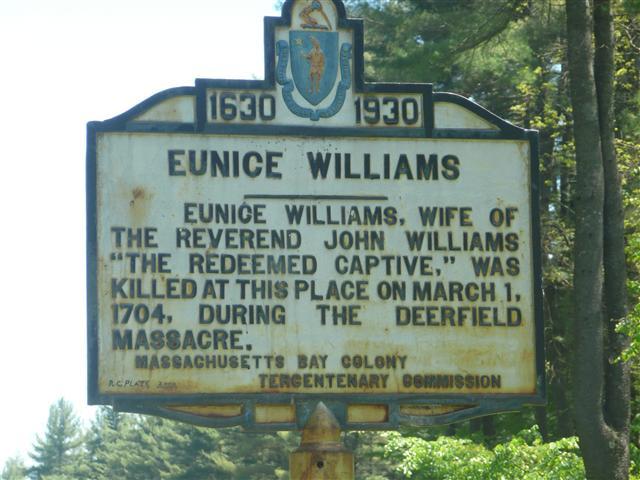 1630 1930
EUNICE WILLIAMS
EUNICE WILLIAMS, WIFE OF
THE REVEREND JOHN WILLIAMS
"THE REDEEMED CAPTIVE," WAS
KILLED AT THIS PLACE ON MARCH 1,
1704, DURING THE DEERFIELD
MASSACRE.
MASSACHUSETTS BAY COLONY
TERCENTENARY COMMISSION